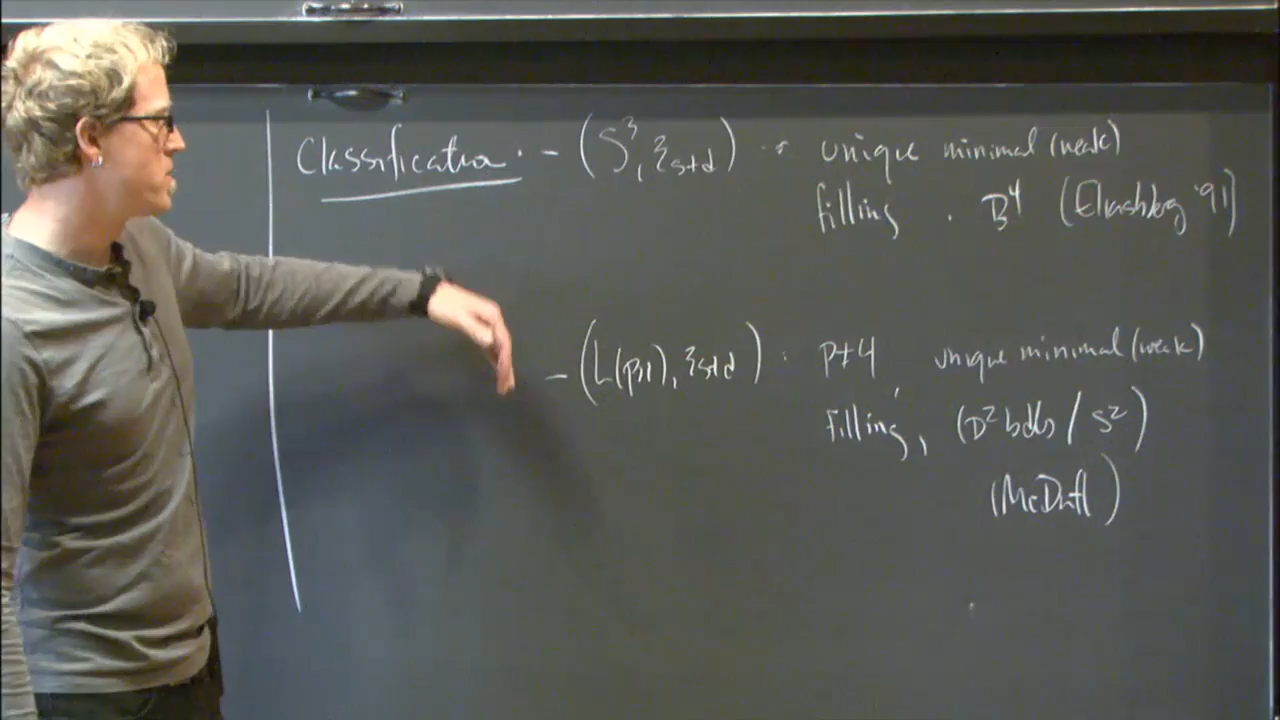 Classification. - (S³, ξstd) : unique minimal (weak)
filling . B⁴ (Eliashberg '91)
- (L(p,1), ξstd) : p≠4, unique minimal (weak)
filling, (D² bdls / S²)
(McDuff)